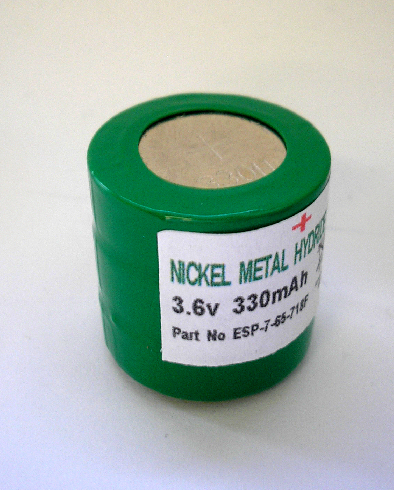 +
NICKEL METAL HYDRIDE
3.6v 330mAh
Part No ESP-7-65-718F